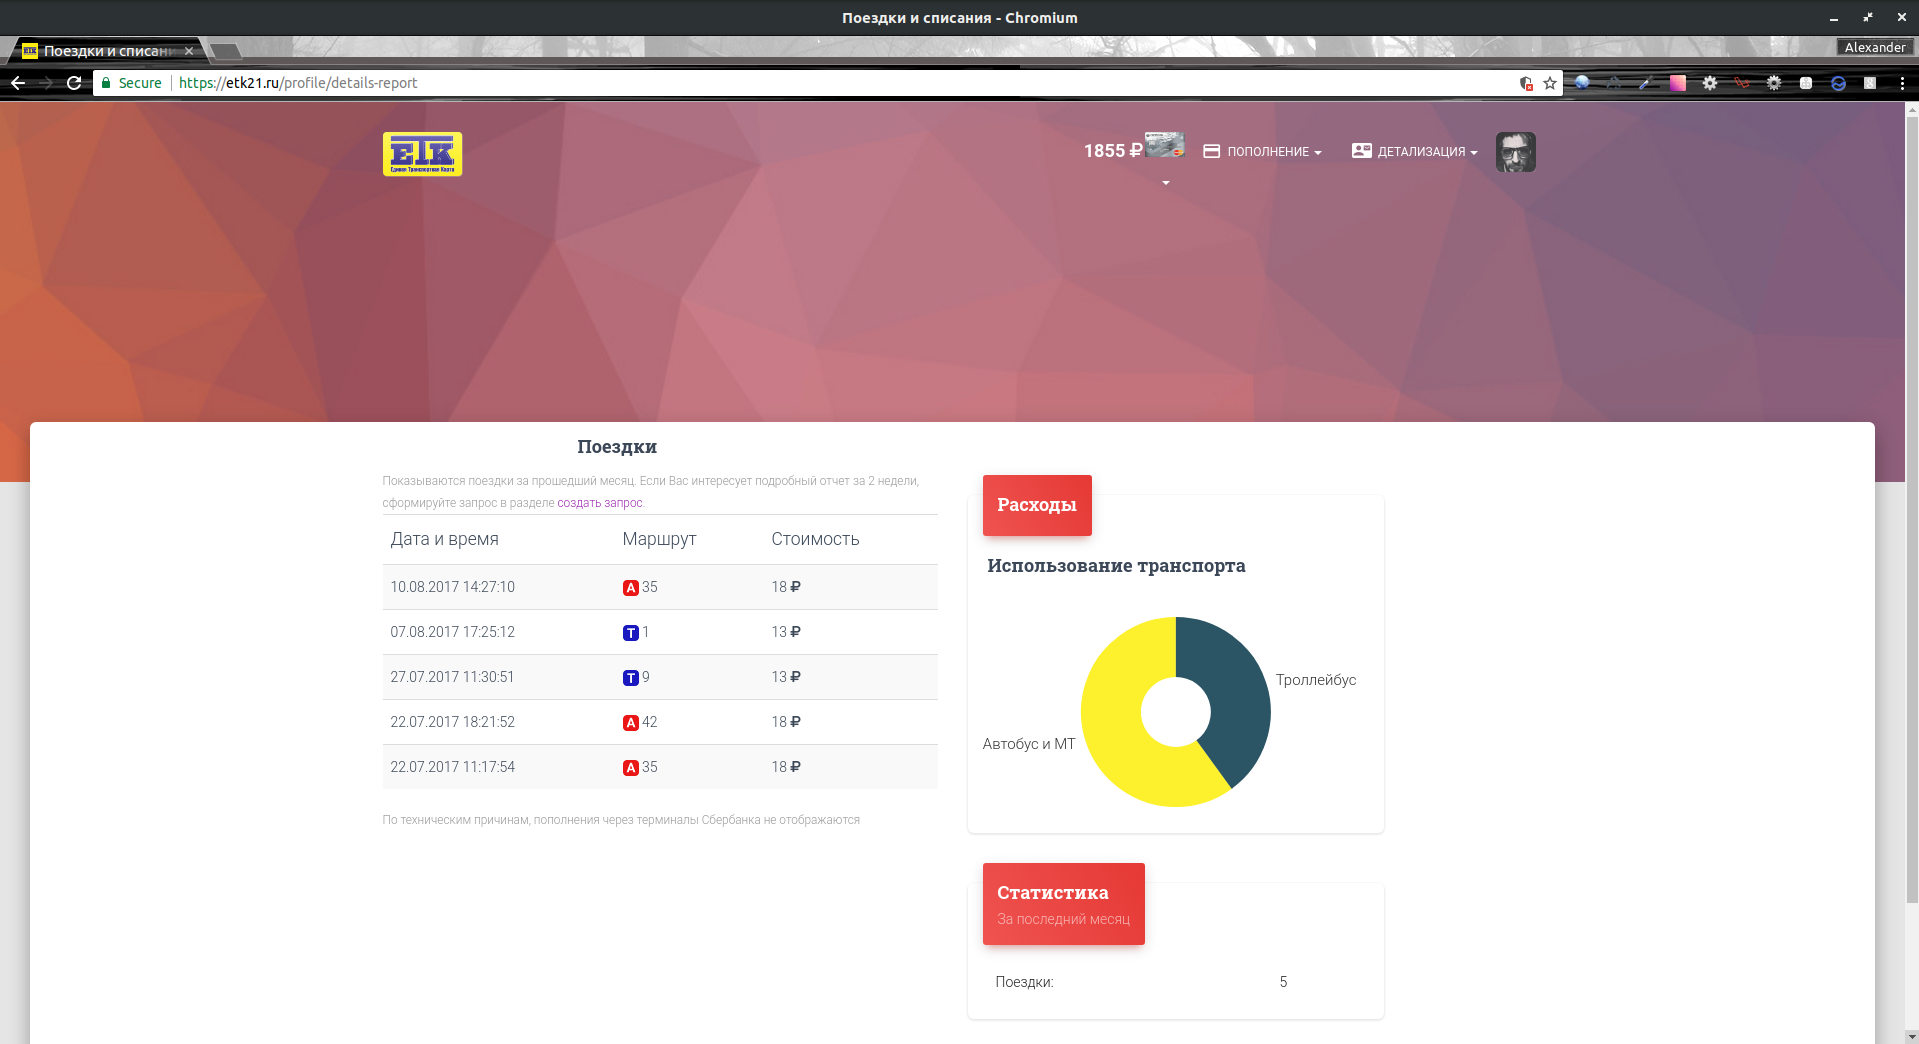 Поездки и списания - Chromium
Поездки и списани
Alexander
Secure
https://etk21.ru/profile/details-report
ЕТК
Единая Транспортная Карта
1855 ₽
ПОПОЛНЕНИЕ
ДЕТАЛИЗАЦИЯ
Поездки
Показываются поездки за прошедший месяц. Если Вас интересует подробный отчет за 2 недели,
сформируйте запрос в разделе создать запрос.
Дата и время Маршрут Стоимость
10.08.2017 14:27:10 А 35 18 ₽
07.08.2017 17:25:12 Т 1 13 ₽
27.07.2017 11:30:51 Т 9 13 ₽
22.07.2017 18:21:52 А 42 18 ₽
22.07.2017 11:17:54 А 35 18 ₽
По техническим причинам, пополнения через терминалы Сбербанка не отображаются
Расходы
Использование транспорта
Троллейбус
Автобус и МТ
Статистика
За последний месяц
Поездки: 5